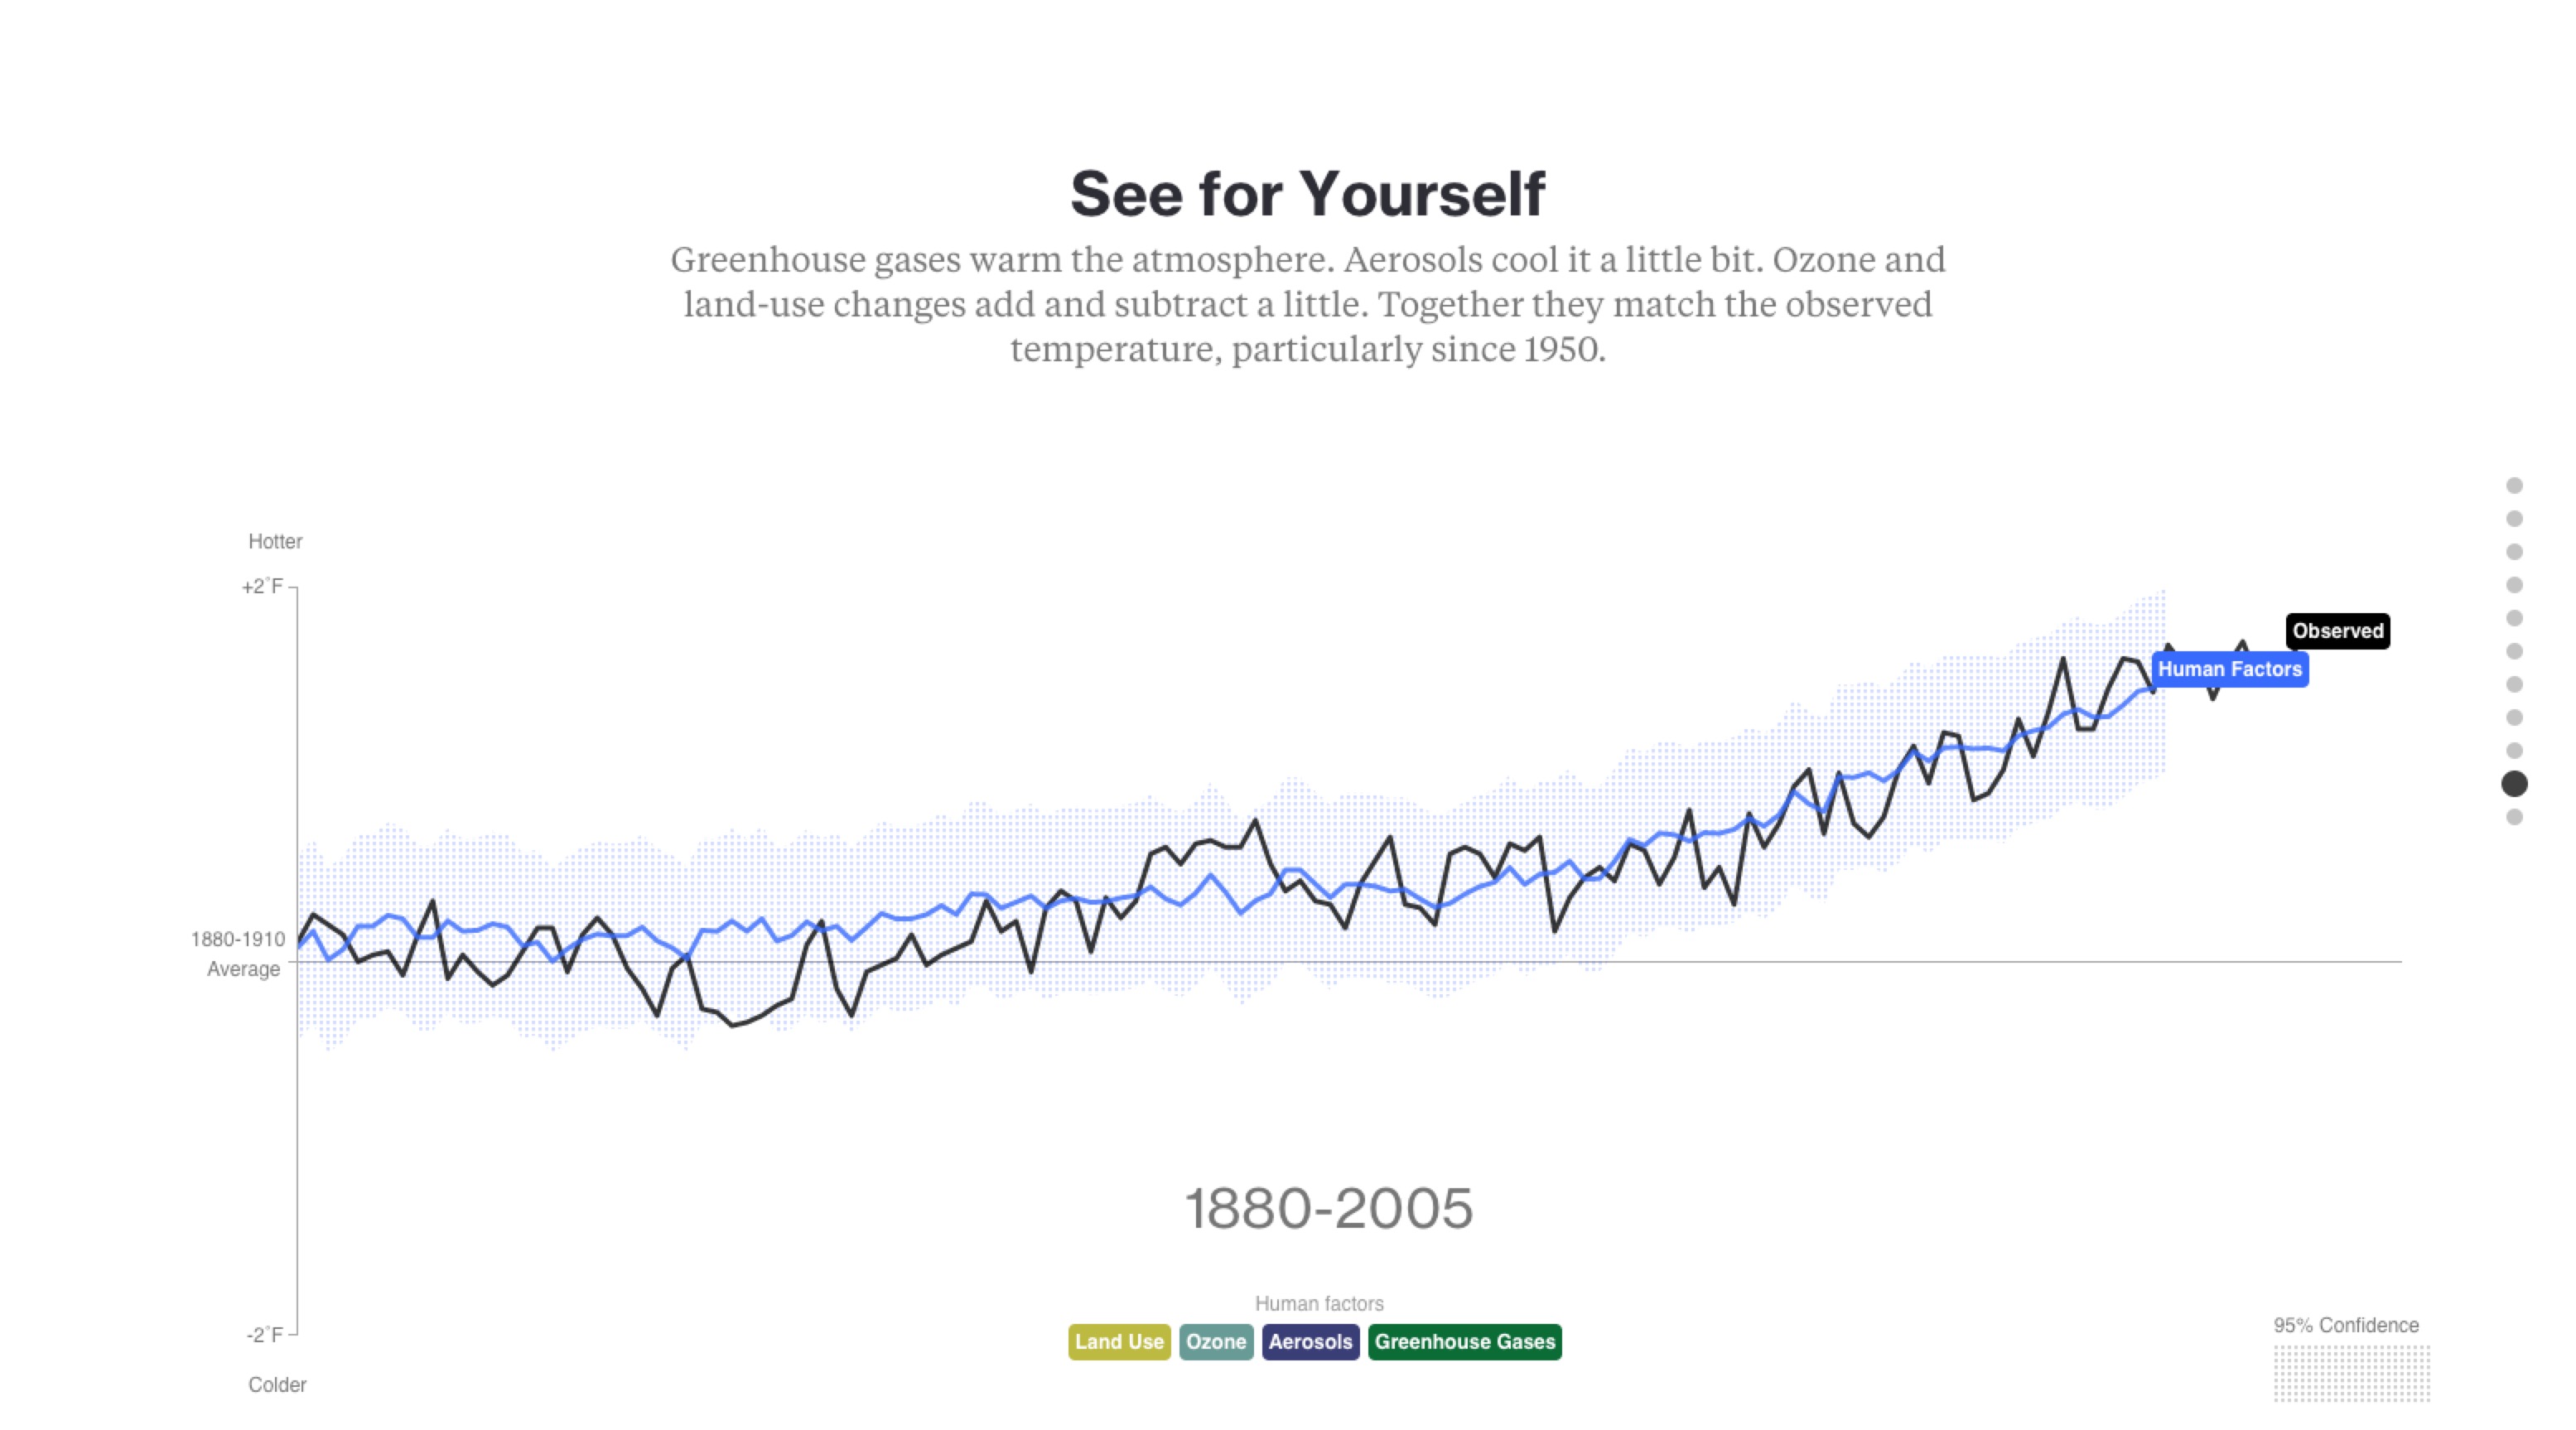 See for Yourself
Greenhouse gases warm the atmosphere. Aerosols cool it a little bit. Ozone and
land-use changes add and subtract a little. Together they match the observed
temperature, particularly since 1950.
Hotter
+2°F
Observed
Human Factors
1880-1910
Average
1880-2005
Human factors
Land Use Ozone Aerosols Greenhouse Gases
95% Confidence
-2°F
Colder